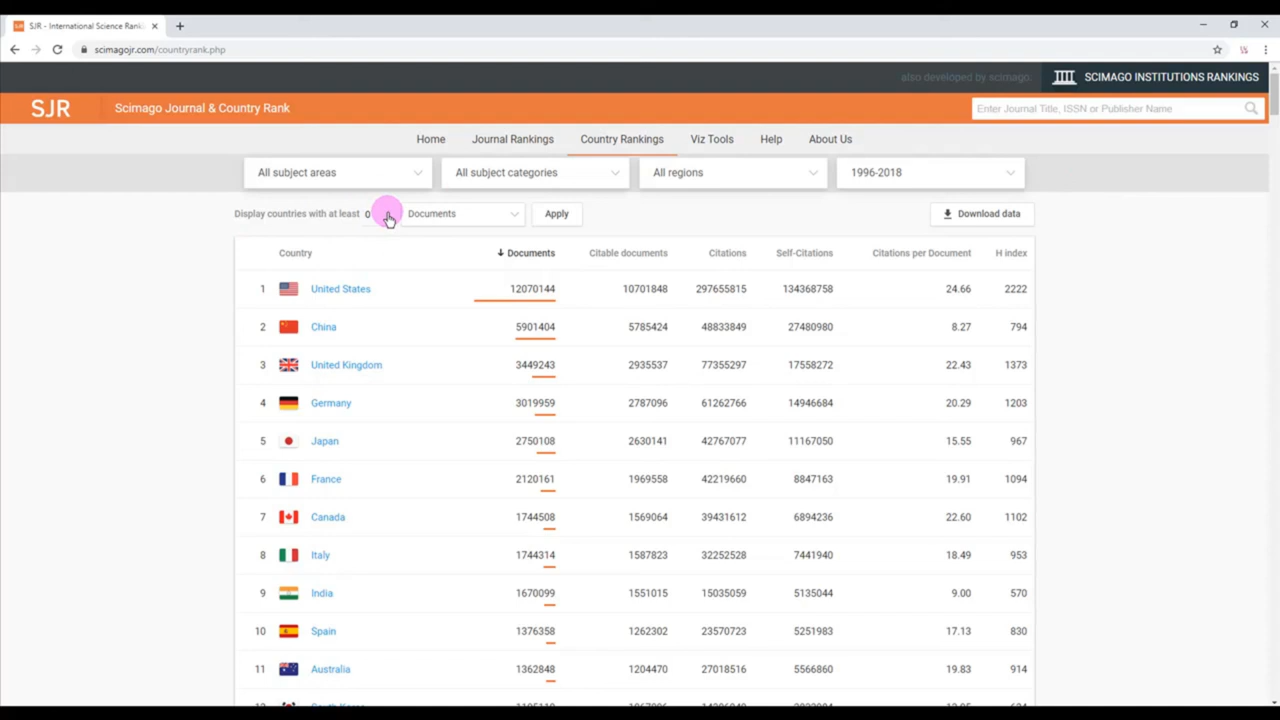 SJR - International Science Rank
scimagojr.com/countryrank.php
also developed by scimago.
SCIMAGO INSTITUTIONS RANKINGS
SJR
Scimago Journal & Country Rank
Enter Journal Title, ISSN or Publisher Name
Home Journal Rankings Country Rankings Viz Tools Help About Us
All subject areas All subject categories All regions 1996-2018
Display countries with at least 0 Documents Apply Download data
Country Documents Citable documents Citations Self-Citations Citations per Document H index
1 United States 12070144 10701848 297655815 134368758 24.66 2222
2 China 5901404 5785424 48833849 27480980 8.27 794
3 United Kingdom 3449243 2935537 77355297 17558272 22.43 1373
4 Germany 3019959 2787096 61262766 14946684 20.29 1203
5 Japan 2750108 2630141 42767077 11167050 15.55 967
6 France 2120161 1969558 42219660 8847163 19.91 1094
7 Canada 1744508 1569064 39431612 6894236 22.60 1102
8 Italy 1744314 1587823 32252528 7441940 18.49 953
9 India 1670099 1551015 15035059 5135044 9.00 570
10 Spain 1376358 1262302 23570723 5251983 17.13 830
11 Australia 1362848 1204470 27018516 5566860 19.83 914